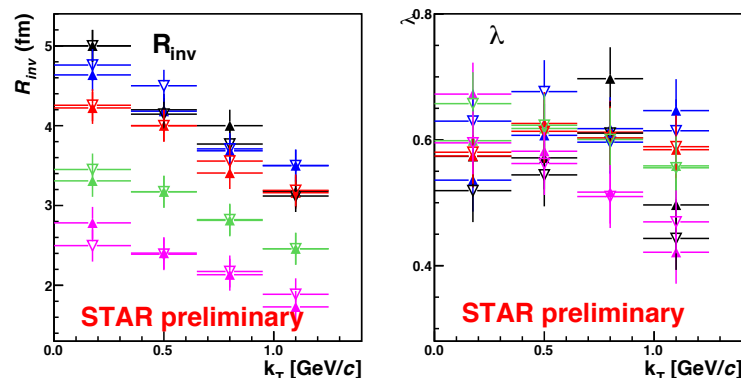 R_inv (fm)
R_inv
5
4
3
2
STAR preliminary
0.0 0.5 1.0
k_T [GeV/c]
λ
λ
0.8
0.6
0.4
STAR preliminary
0.0 0.5 1.0
k_T [GeV/c]